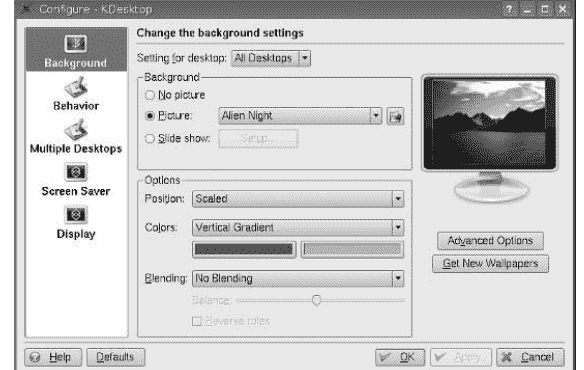 Configure - KDesktop
Background
Behavior
Multiple Desktops
Screen Saver
Display
Change the background settings
Setting for desktop: All Desktops
Background
No picture
Picture: Alien Night
Slide show: Setup...
Options
Position: Scaled
Colors: Vertical Gradient
Blending: No Blending
Balance:
Reverse roles
Advanced Options
Get New Wallpapers
Help
Defaults
OK
Apply
Cancel